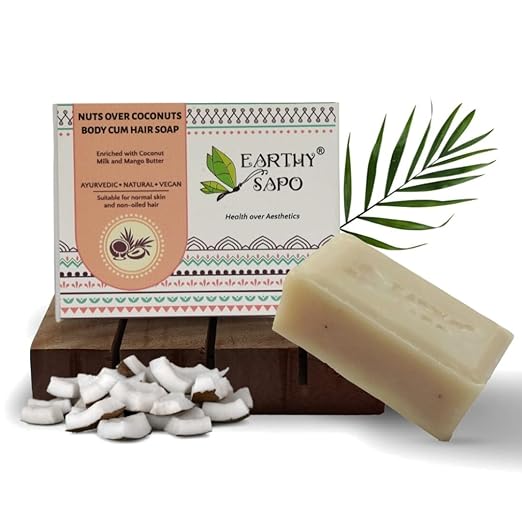 NUTS OVER COCONUTS
BODY CUM HAIR SOAP
Enriched with Coconut
Milk and Mango Butter
AYURVEDIC+ NATURAL+ VEGAN
Suitable for normal skin
and non-oiled hair
EARTHY®
SAPO
Health over Aesthetics
EARTHY